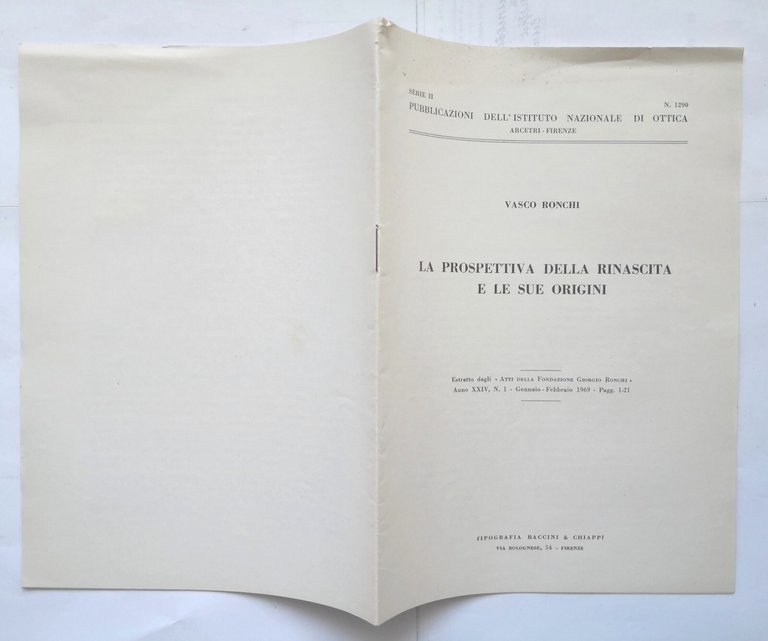 SERIE II
N. 1290
PUBBLICAZIONI DELL'ISTITUTO NAZIONALE DI OTTICA
ARCETRI - FIRENZE
VASCO RONCHI
LA PROSPETTIVA DELLA RINASCITA
E LE SUE ORIGINI
Estratto dagli « ATTI DELLA FONDAZIONE GIORGIO RONCHI »
Anno XXIV, N. 1 - Gennaio - Febbraio 1969 - Pagg. 1-21
TIPOGRAFIA BACCINI & CHIAPPI
VIA BOLOGNESE, 54 - FIRENZE